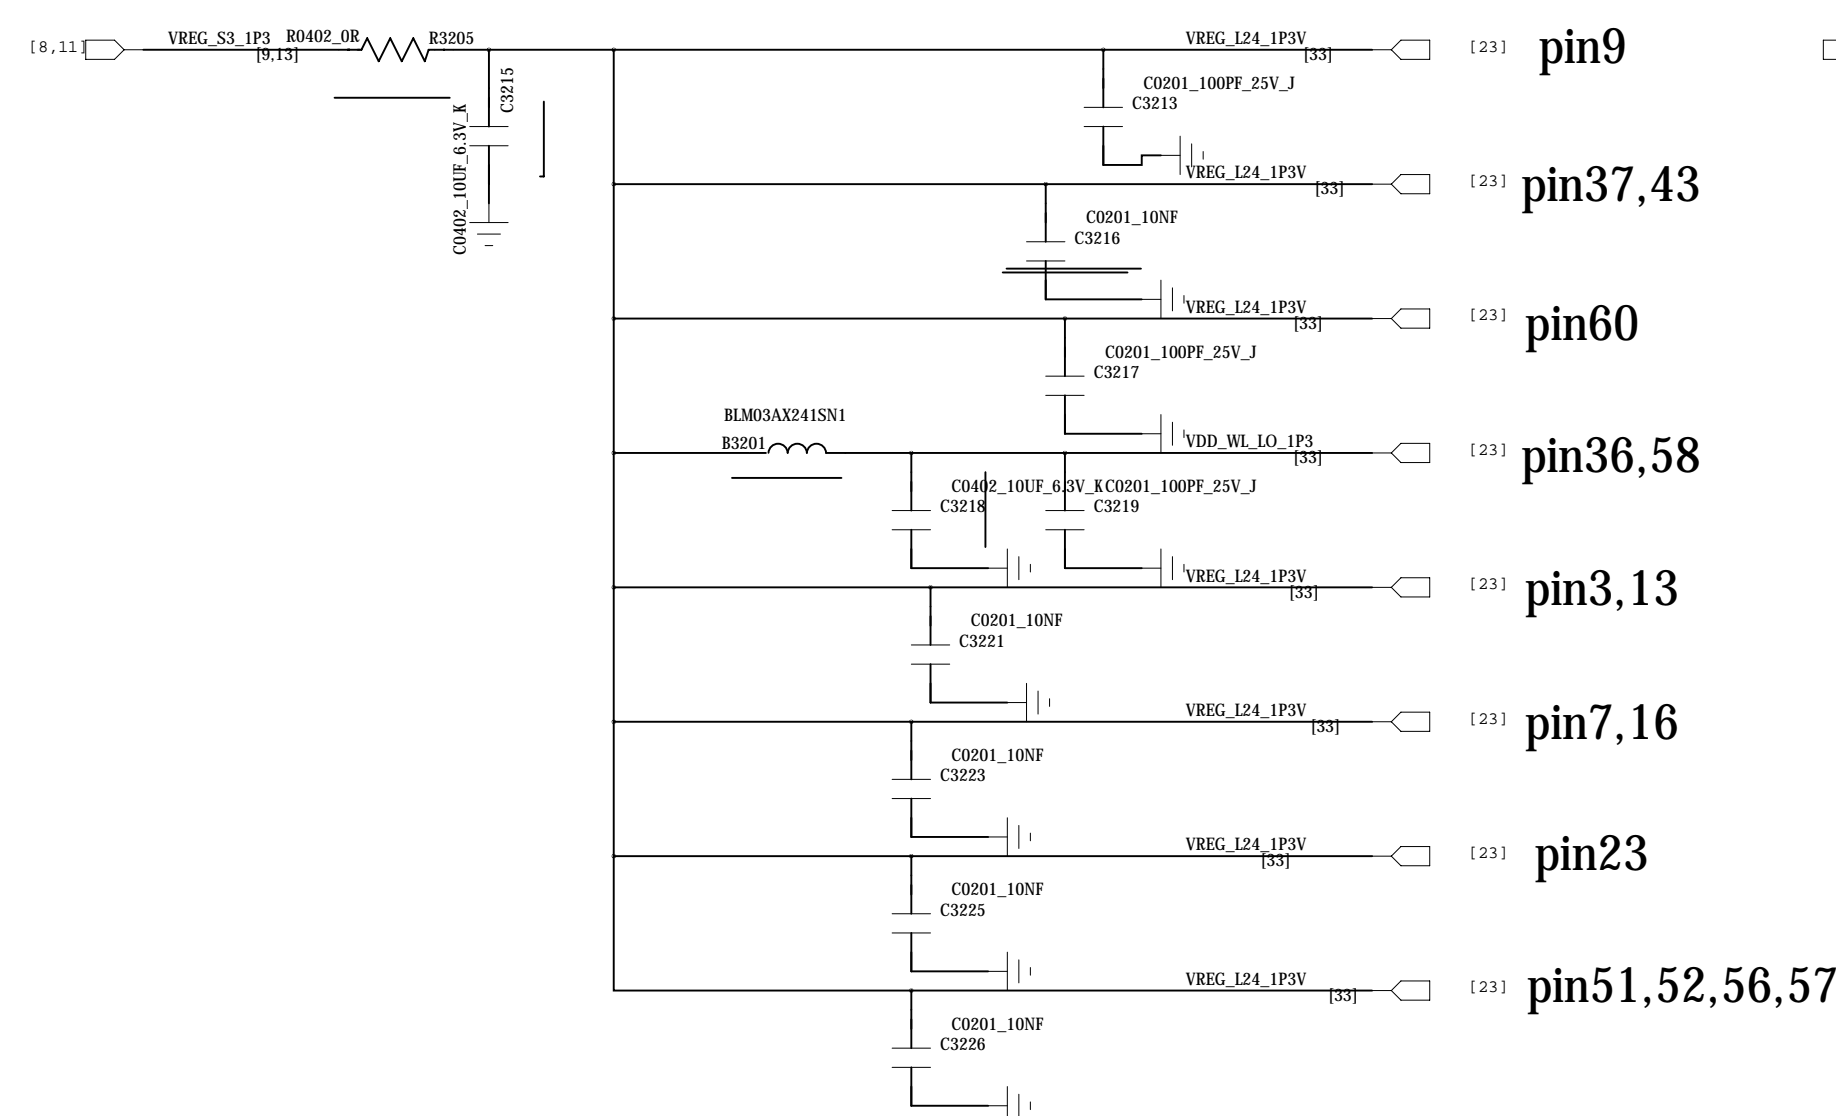 [8,11]
VREG_S3_1P3
[9,13]
R0402_0R
R3205
C3215
C0402_10UF_6.3V_K
VREG_L24_1P3V
[33]
[23]
pin9
C0201_100PF_25V_J
C3213
VREG_L24_1P3V
[33]
[23]
pin37,43
C0201_10NF
C3216
VREG_L24_1P3V
[33]
[23]
pin60
C0201_100PF_25V_J
C3217
BLM03AX241SN1
B3201
VDD_WL_LO_1P3
[33]
[23]
pin36,58
C0402_10UF_6.3V_K
C3218
C0201_100PF_25V_J
C3219
VREG_L24_1P3V
[33]
[23]
pin3,13
C0201_10NF
C3221
VREG_L24_1P3V
[33]
[23]
pin7,16
C0201_10NF
C3223
VREG_L24_1P3V
[33]
[23]
pin23
C0201_10NF
C3225
VREG_L24_1P3V
[33]
[23]
pin51,52,56,57
C0201_10NF
C3226